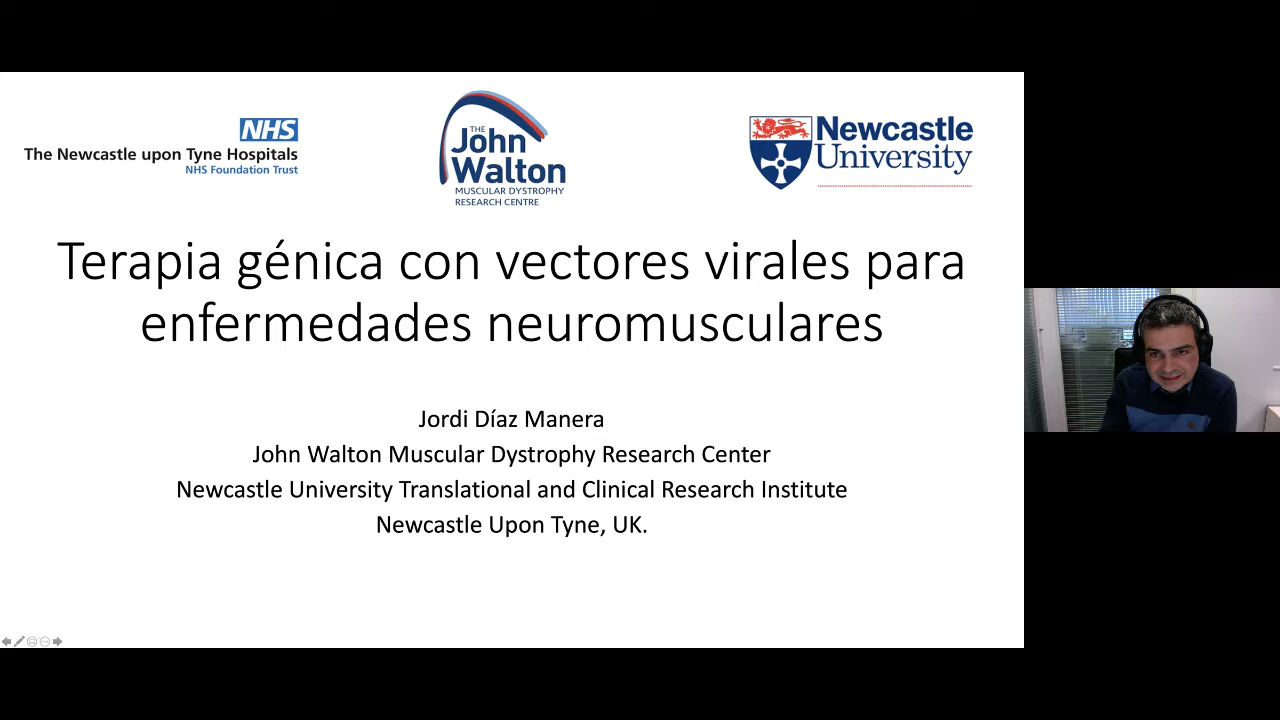 NHS
The Newcastle upon Tyne Hospitals
NHS Foundation Trust
THE
John
Walton
MUSCULAR DYSTROPHY
RESEARCH CENTRE
Newcastle
University
Terapia génica con vectores virales para
enfermedades neuromusculares
Jordi Díaz Manera
John Walton Muscular Dystrophy Research Center
Newcastle University Translational and Clinical Research Institute
Newcastle Upon Tyne, UK.